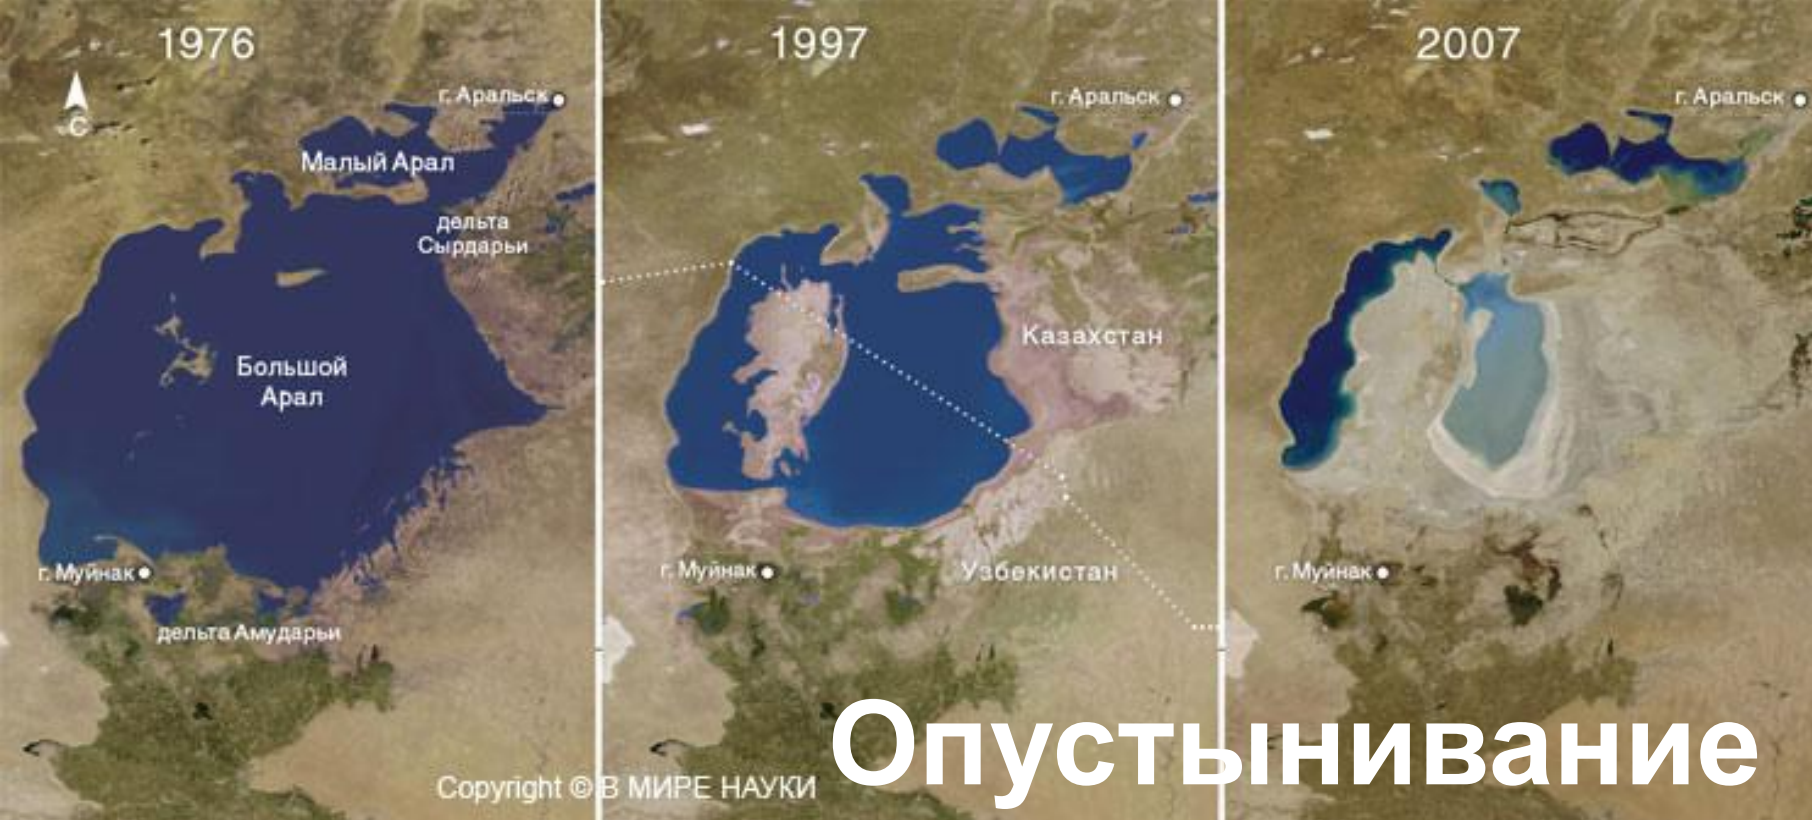 1976
С
г. Аральск
Малый Арал
дельта
Сырдарьи
Большой
Арал
г. Муйнак
дельта Амударьи
1997
г. Аральск
Казахстан
г. Муйнак
Узбекистан
2007
г. Аральск
г. Муйнак
Copyright © В МИРЕ НАУКИ
Опустынивание